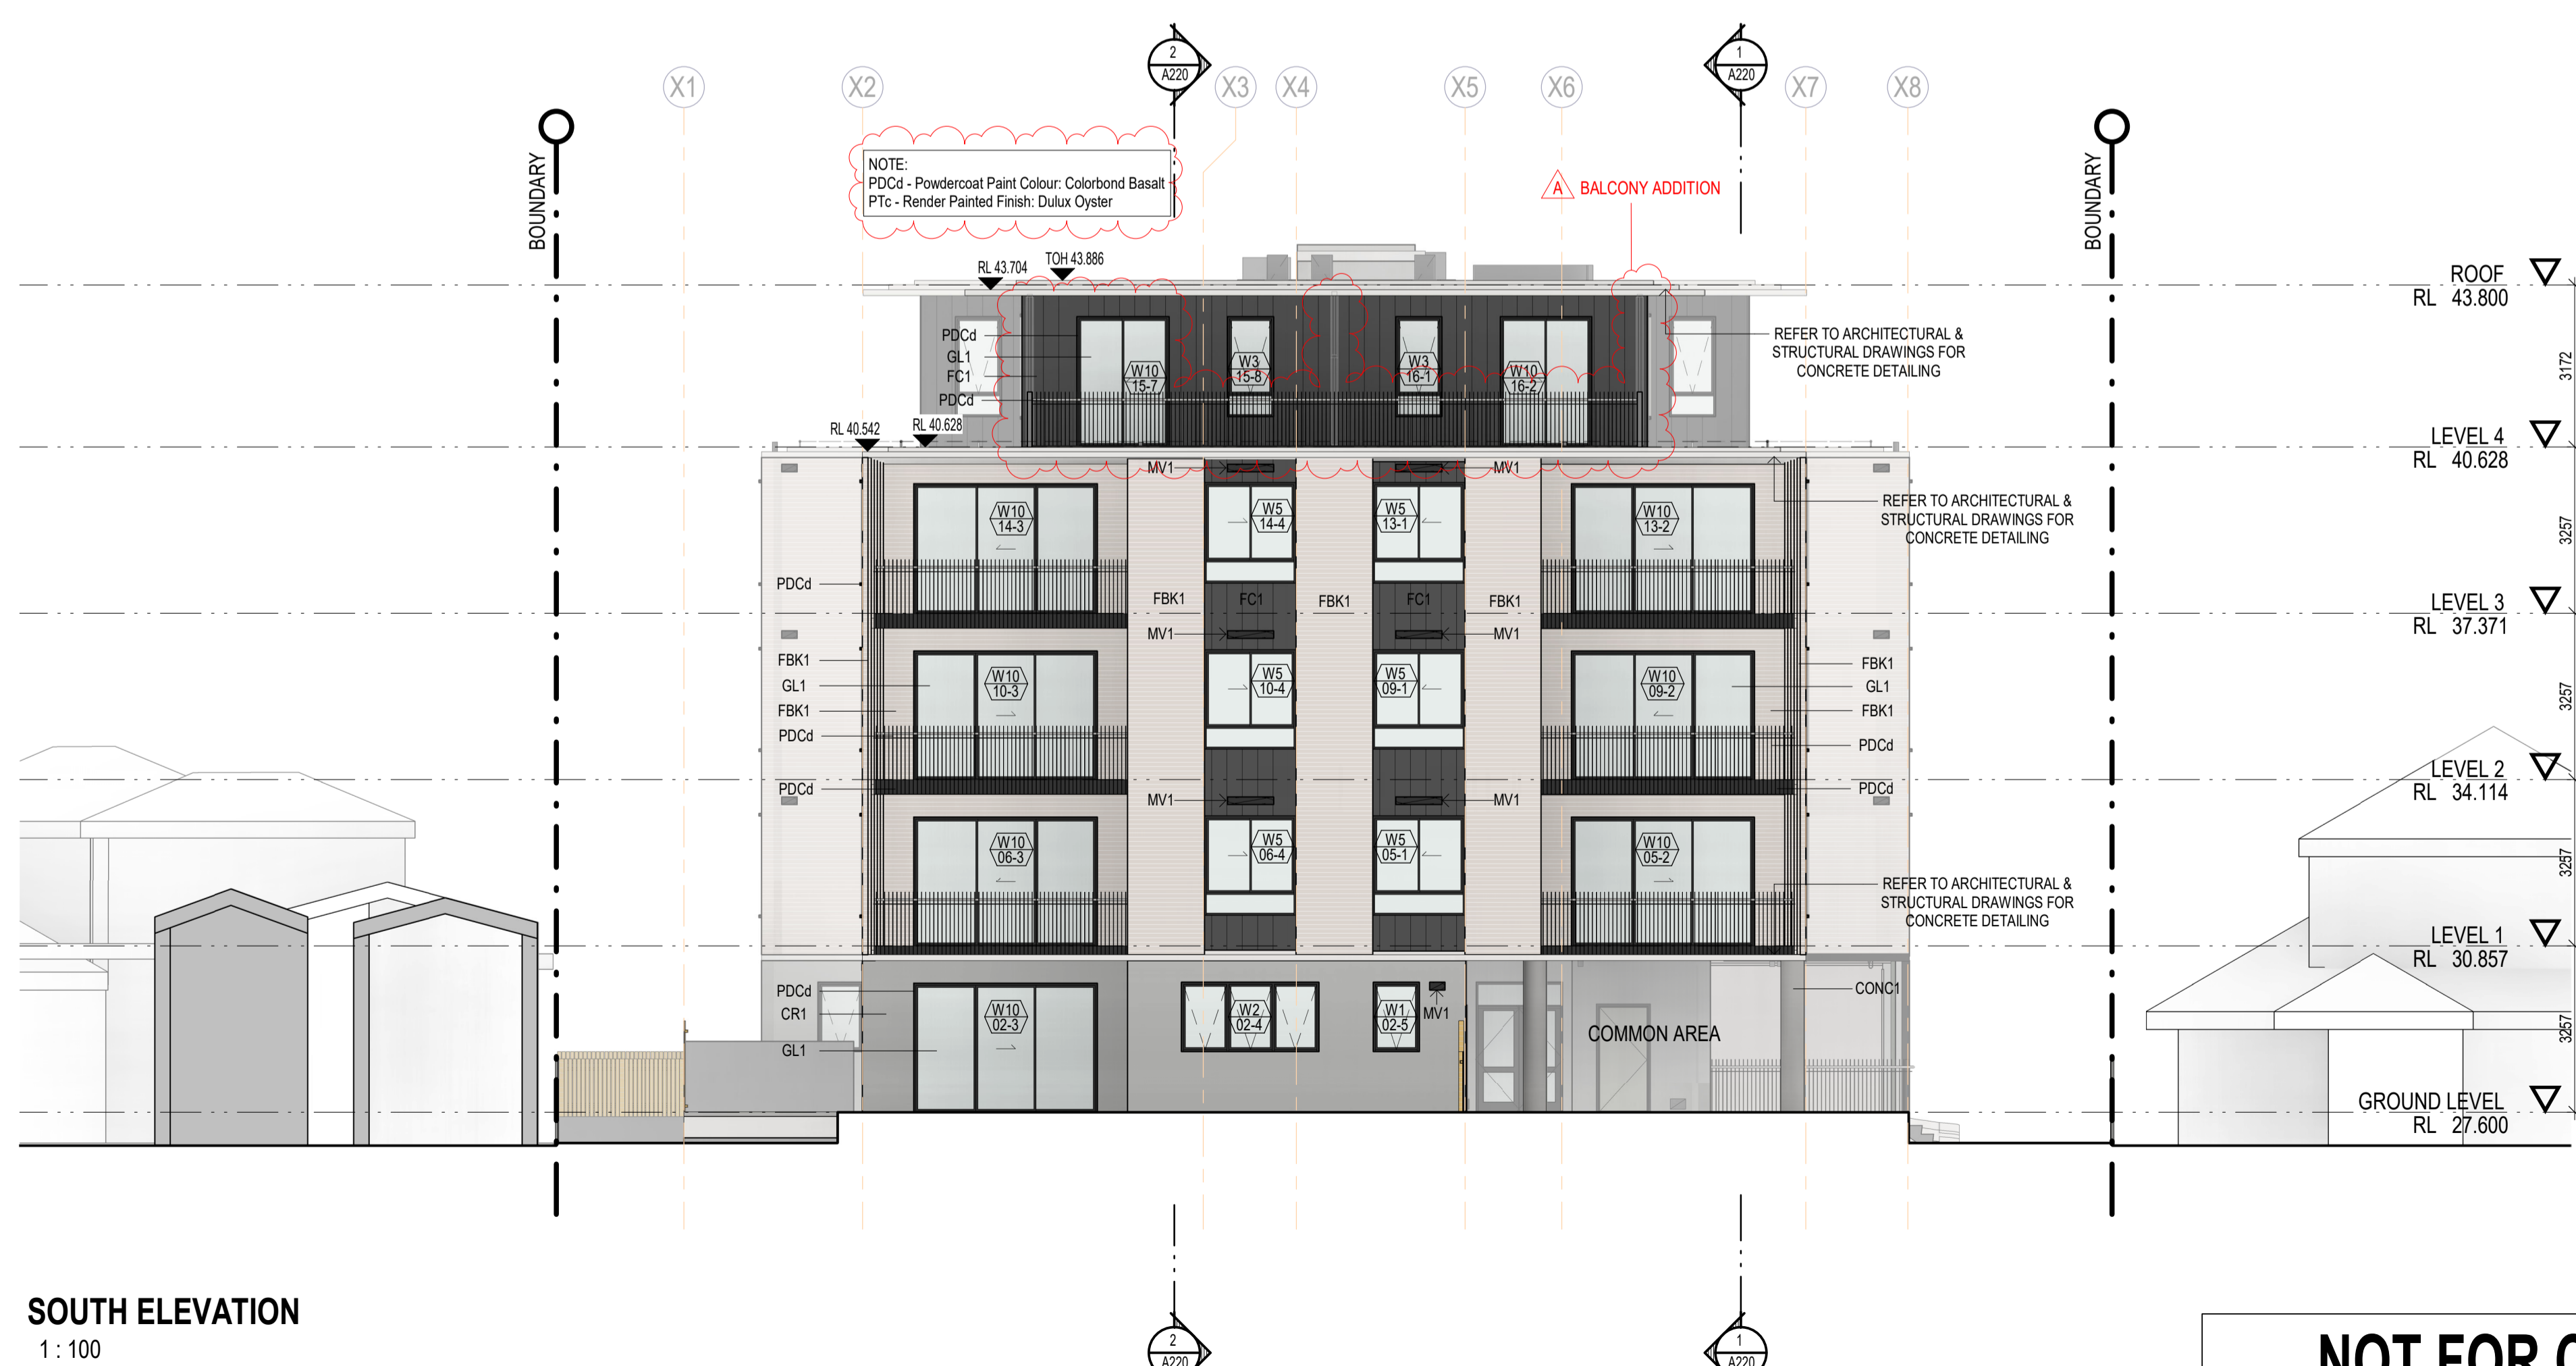 2
A220
1
A220
X1
X2
X3
X4
X5
X6
X7
X8
BOUNDARY
BOUNDARY
NOTE:
PDCd - Powdercoat Paint Colour: Colorbond Basalt
PTc - Render Painted Finish: Dulux Oyster
A BALCONY ADDITION
RL 43.704
TOH 43.886
ROOF
RL 43.800
PDCd
GL1
FC1
PDCd
W10
15-7
W3
15-8
W3
16-1
W10
16-2
REFER TO ARCHITECTURAL &
STRUCTURAL DRAWINGS FOR
CONCRETE DETAILING
3172
RL 40.542
RL 40.628
LEVEL 4
RL 40.628
MV1
MV1
W10
14-3
W5
14-4
W5
13-1
W10
13-2
REFER TO ARCHITECTURAL &
STRUCTURAL DRAWINGS FOR
CONCRETE DETAILING
3257
PDCd
FBK1
FC1
FBK1
FC1
FBK1
LEVEL 3
RL 37.371
MV1
MV1
FBK1
GL1
FBK1
PDCd
W10
10-3
W5
10-4
W5
09-1
W10
09-2
FBK1
GL1
FBK1
PDCd
3257
LEVEL 2
RL 34.114
PDCd
MV1
MV1
PDCd
W10
06-3
W5
06-4
W5
05-1
W10
05-2
3257
REFER TO ARCHITECTURAL &
STRUCTURAL DRAWINGS FOR
CONCRETE DETAILING
LEVEL 1
RL 30.857
PDCd
CR1
GL1
W10
02-3
W2
02-4
W1
02-5
MV1
COMMON AREA
CONC1
3257
GROUND LEVEL
RL 27.600
SOUTH ELEVATION
1 : 100
2
A220
1
A220
NOT FOR